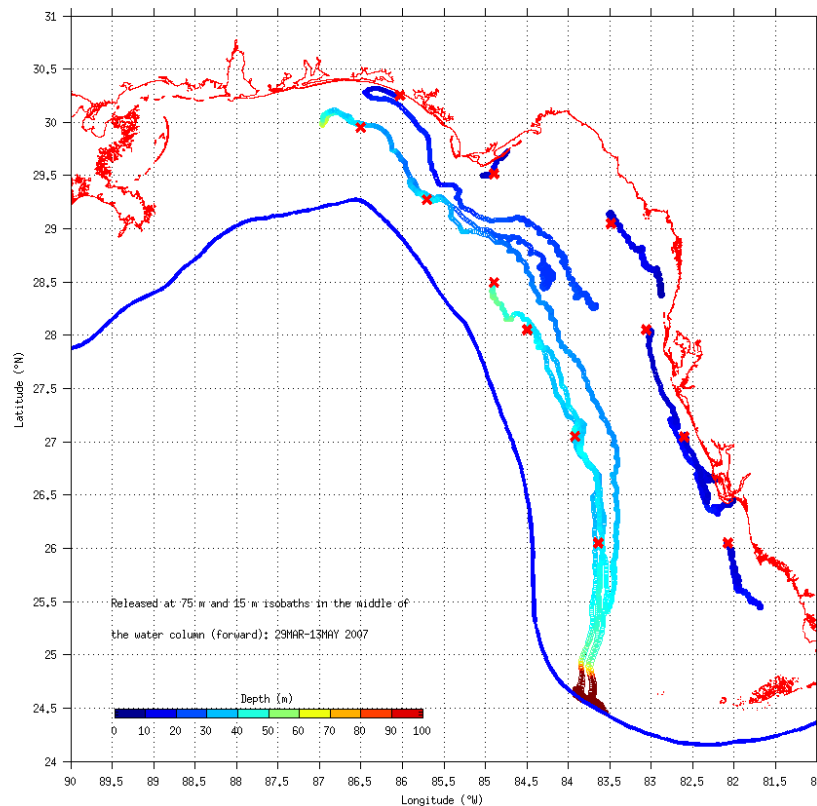 31
30.5
30
29.5
29
28.5
28
27.5
27
26.5
26
25.5
25
24.5
24
Latitude (°N)
Released at 75 m and 15 m isobaths in the middle of
the water column (forward): 29MAR-13MAY 2007
Depth (m)
0 10 20 30 40 50 60 70 80 90 100
90 89.5 89 88.5 88 87.5 87 86.5 86 85.5 85 84.5 84 83.5 83 82.5 82 81.5 8
Longitude (°W)